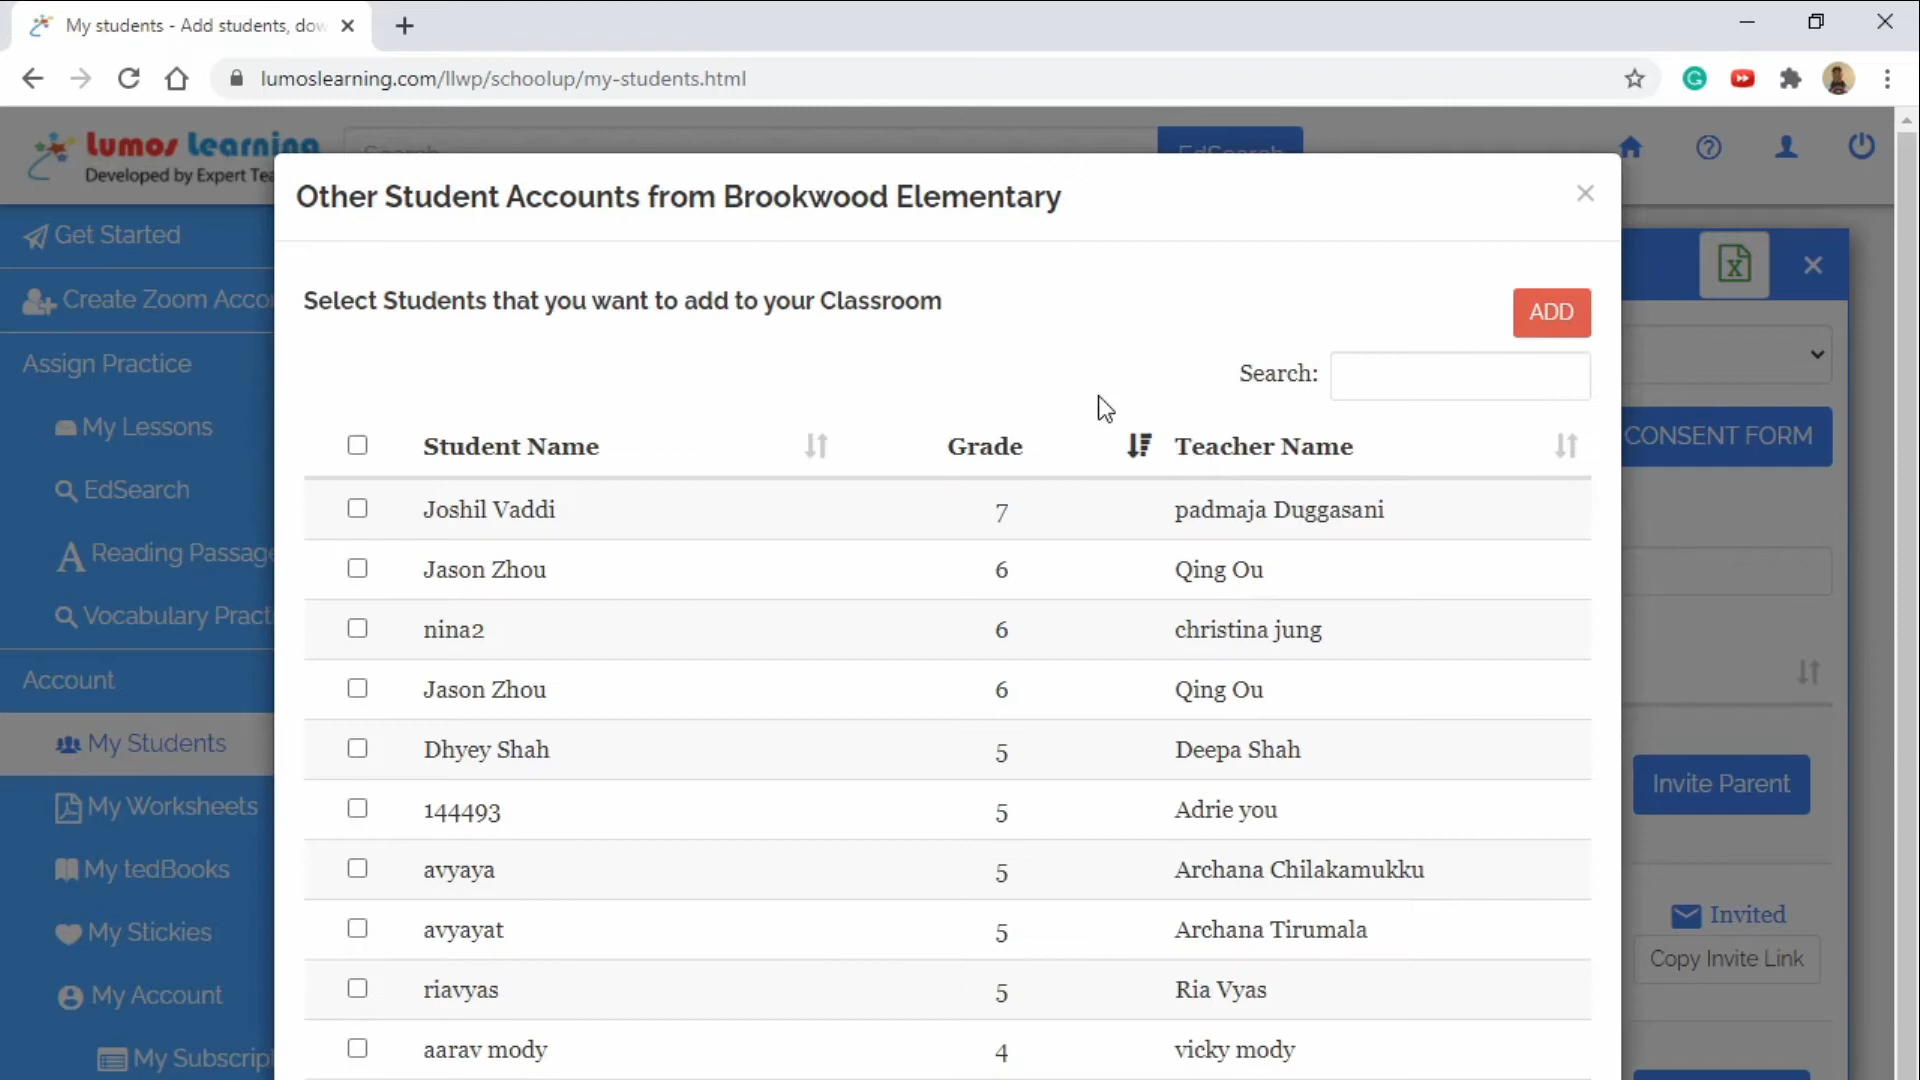 My students - Add students, dov
lumoslearning.com/llwp/schoolup/my-students.html
Lumos Learning
Developed by Expert Tea
Search
EdSearch
Get Started
Create Zoom Acco
Assign Practice
My Lessons
EdSearch
Reading Passage
Vocabulary Pract
Account
My Students
My Worksheets
My tedBooks
My Stickies
My Account
My Subscrip
Other Student Accounts from Brookwood Elementary
Select Students that you want to add to your Classroom
ADD
Search:
Student Name Grade Teacher Name
Joshil Vaddi 7 padmaja Duggasani
Jason Zhou 6 Qing Ou
nina2 6 christina jung
Jason Zhou 6 Qing Ou
Dhyey Shah 5 Deepa Shah
144493 5 Adrie you
avyaya 5 Archana Chilakamukku
avyayat 5 Archana Tirumala
riavyas 5 Ria Vyas
aarav mody 4 vicky mody
CONSENT FORM
Invite Parent
Invited
Copy Invite Link